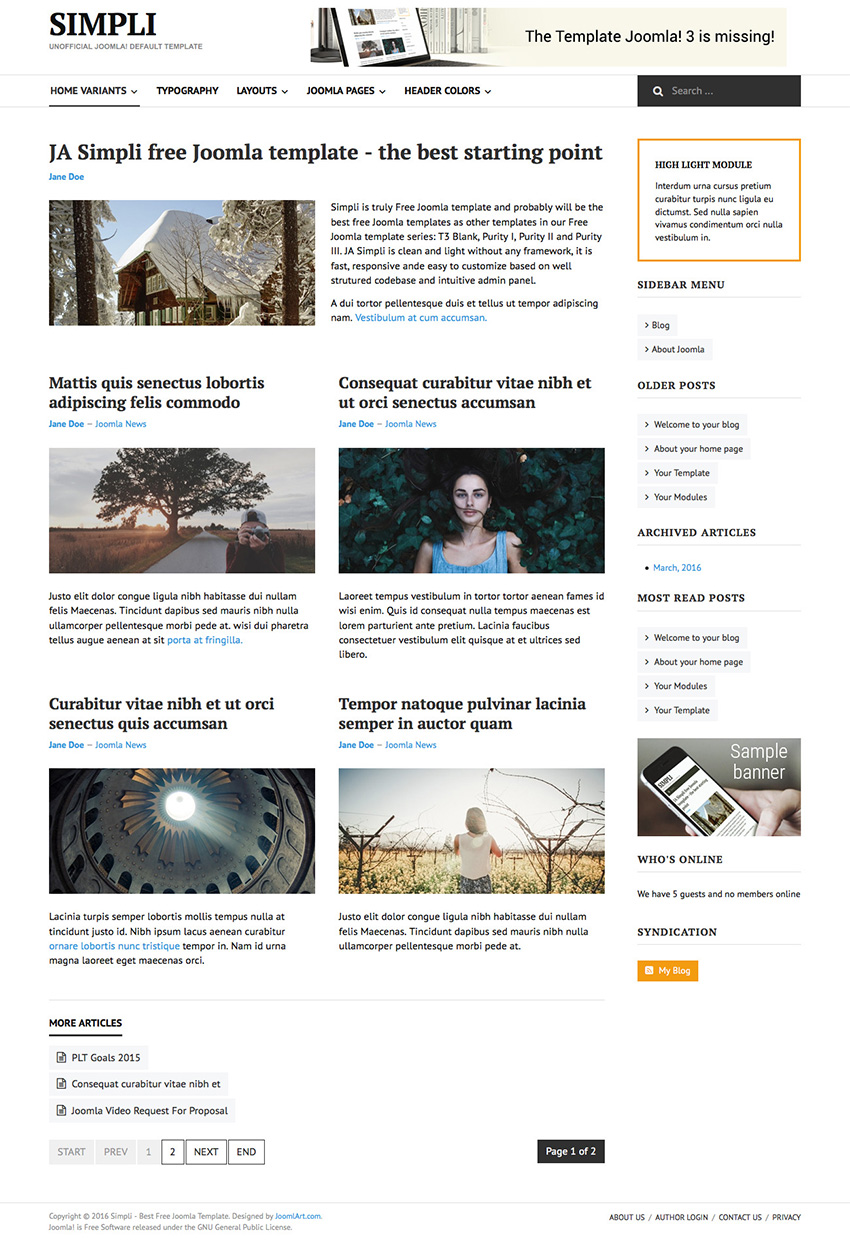 SIMPLI
UNOFFICIAL JOOMLA! DEFAULT TEMPLATE
The Template Joomla! 3 is missing!
HOME VARIANTS
TYPOGRAPHY
LAYOUTS
JOOMLA PAGES
HEADER COLORS
Search ...
JA Simpli free Joomla template - the best starting point
Jane Doe
Simpli is truly Free Joomla template and probably will be the
best free Joomla templates as other templates in our Free
Joomla template series: T3 Blank, Purity I, Purity II and Purity
III. JA Simpli is clean and light without any framework, it is
fast, responsive ande easy to customize based on well
strutured codebase and intuitive admin panel.
A dui tortor pellentesque duis et tellus ut tempor adipiscing
nam. Vestibulum at cum accumsan.
Mattis quis senectus lobortis
adipiscing felis commodo
Jane Doe – Joomla News
Justo elit dolor congue ligula nibh habitasse dui nullam
felis Maecenas. Tincidunt dapibus sed mauris nibh nulla
ullamcorper pellentesque morbi pede at. wisi dui pharetra
tellus augue aenean at sit porta at fringilla.
Consequat curabitur vitae nibh et
ut orci senectus accumsan
Jane Doe – Joomla News
Laoreet tempus vestibulum in tortor tortor aenean fames id
wisi enim. Quis id consequat nulla tempus maecenas est
lorem parturient ante pretium. Lacinia faucibus
consectetuer vestibulum elit quisque at et ultrices sed
libero.
Curabitur vitae nibh et ut orci
senectus quis accumsan
Jane Doe – Joomla News
Lacinia turpis semper lobortis mollis tempus nulla at
tincidunt justo id. Nibh ipsum lacus aenean curabitur
ornare lobortis nunc tristique tempor in. Nam id urna
magna laoreet eget maecenas orci.
Tempor natoque pulvinar lacinia
semper in auctor quam
Jane Doe – Joomla News
Justo elit dolor congue ligula nibh habitasse dui nullam
felis Maecenas. Tincidunt dapibus sed mauris nibh nulla
ullamcorper pellentesque morbi pede at.
MORE ARTICLES
PLT Goals 2015
Consequat curabitur vitae nibh et
Joomla Video Request For Proposal
START
PREV
1
2
NEXT
END
Page 1 of 2
HIGH LIGHT MODULE
Interdum urna cursus pretium
curabitur turpis nunc ligula eu
dictumst. Sed nulla sapien
vivamus condimentum orci nulla
vestibulum in.
SIDEBAR MENU
Blog
About Joomla
OLDER POSTS
Welcome to your blog
About your home page
Your Template
Your Modules
ARCHIVED ARTICLES
March, 2016
MOST READ POSTS
Welcome to your blog
About your home page
Your Modules
Your Template
Sample
banner
SIMPLI
WHO'S ONLINE
We have 5 guests and no members online
SYNDICATION
My Blog
Copyright © 2016 Simpli - Best Free Joomla Template. Designed by JoomlArt.com.
Joomla! is Free Software released under the GNU General Public License.
ABOUT US / AUTHOR LOGIN / CONTACT US / PRIVACY